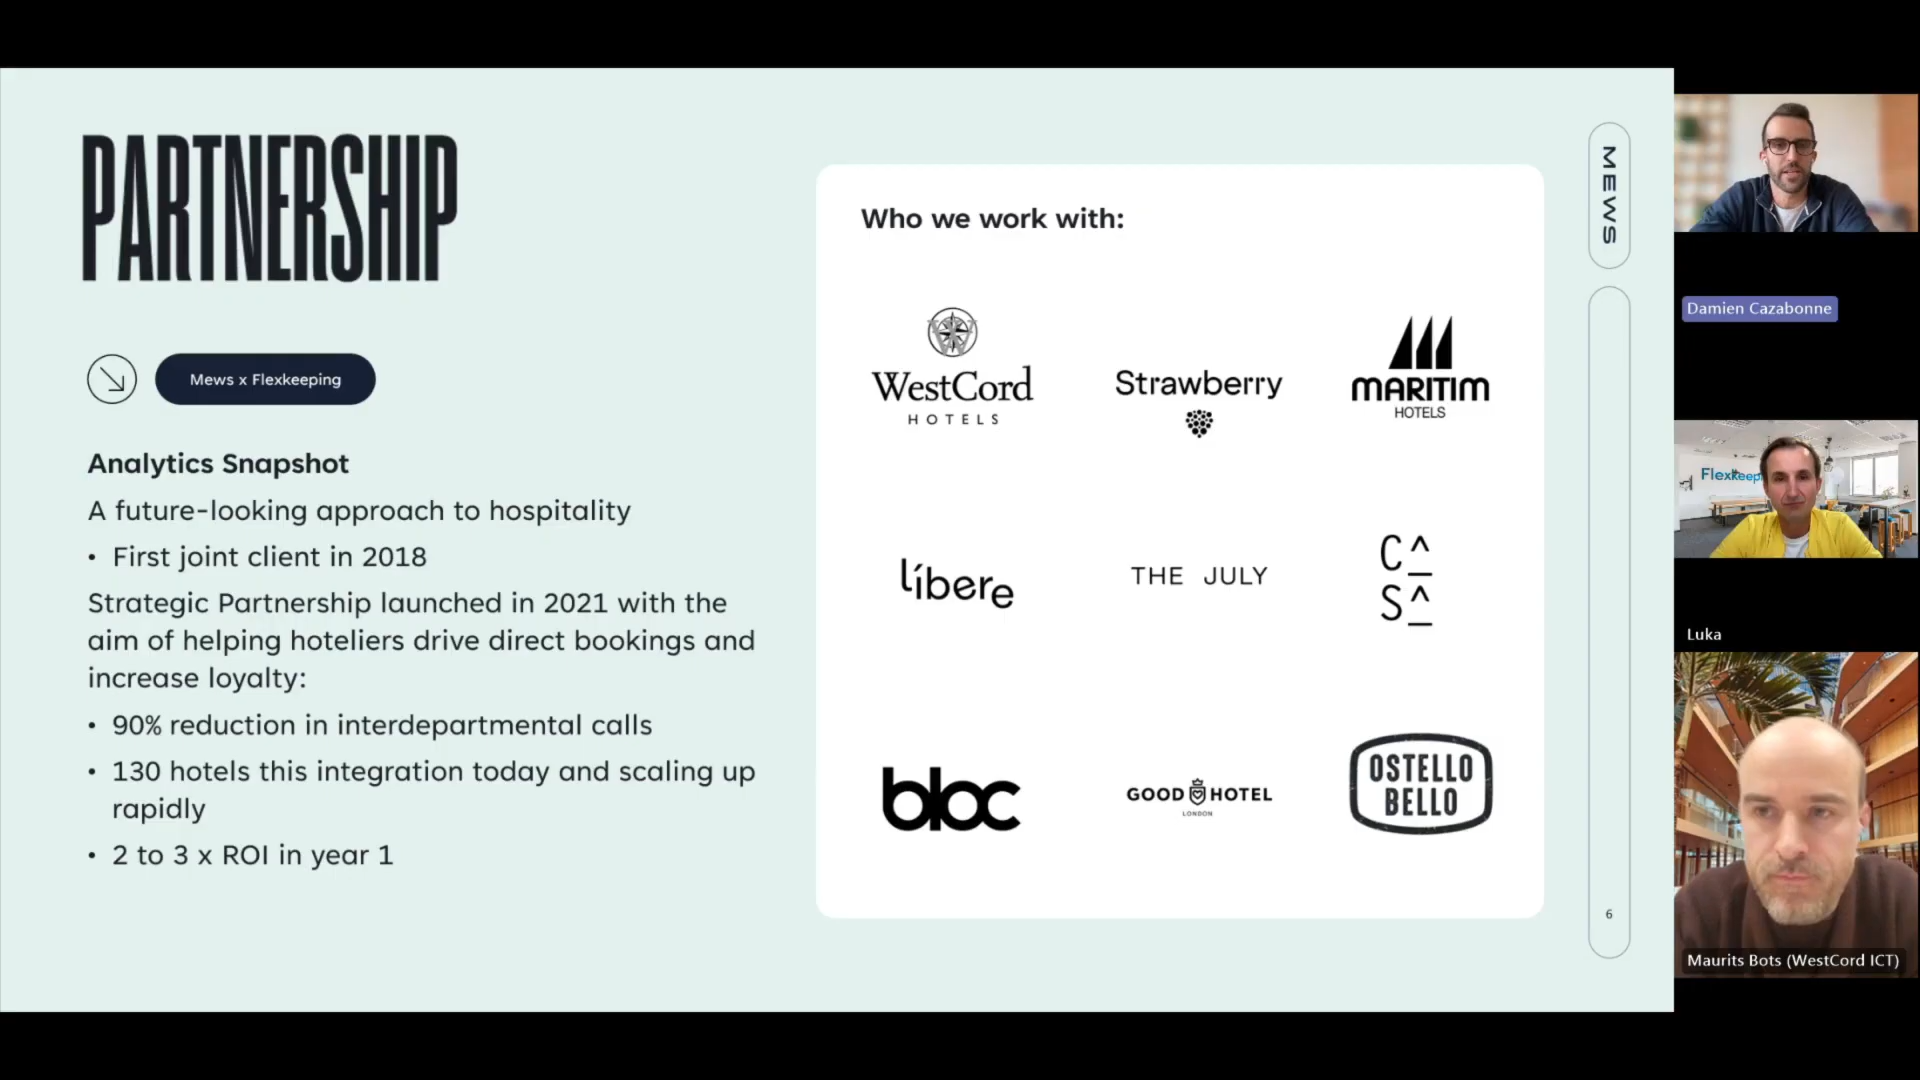 PARTNERSHIP
Mews x Flexkeeping
Analytics Snapshot
A future-looking approach to hospitality
• First joint client in 2018
Strategic Partnership launched in 2021 with the
aim of helping hoteliers drive direct bookings and
increase loyalty:
• 90% reduction in interdepartmental calls
• 130 hotels this integration today and scaling up
rapidly
• 2 to 3 x ROI in year 1
Who we work with:
WestCord
HOTELS
Strawberry
MARITIM
HOTELS
líbere
THE JULY
C^_
S^_
bloc
GOOD HOTEL
LONDON
OSTELLO
BELLO
MEWS
6
Damien Cazabonne
Flexkeepi
Luka
Maurits Bots (WestCord ICT)